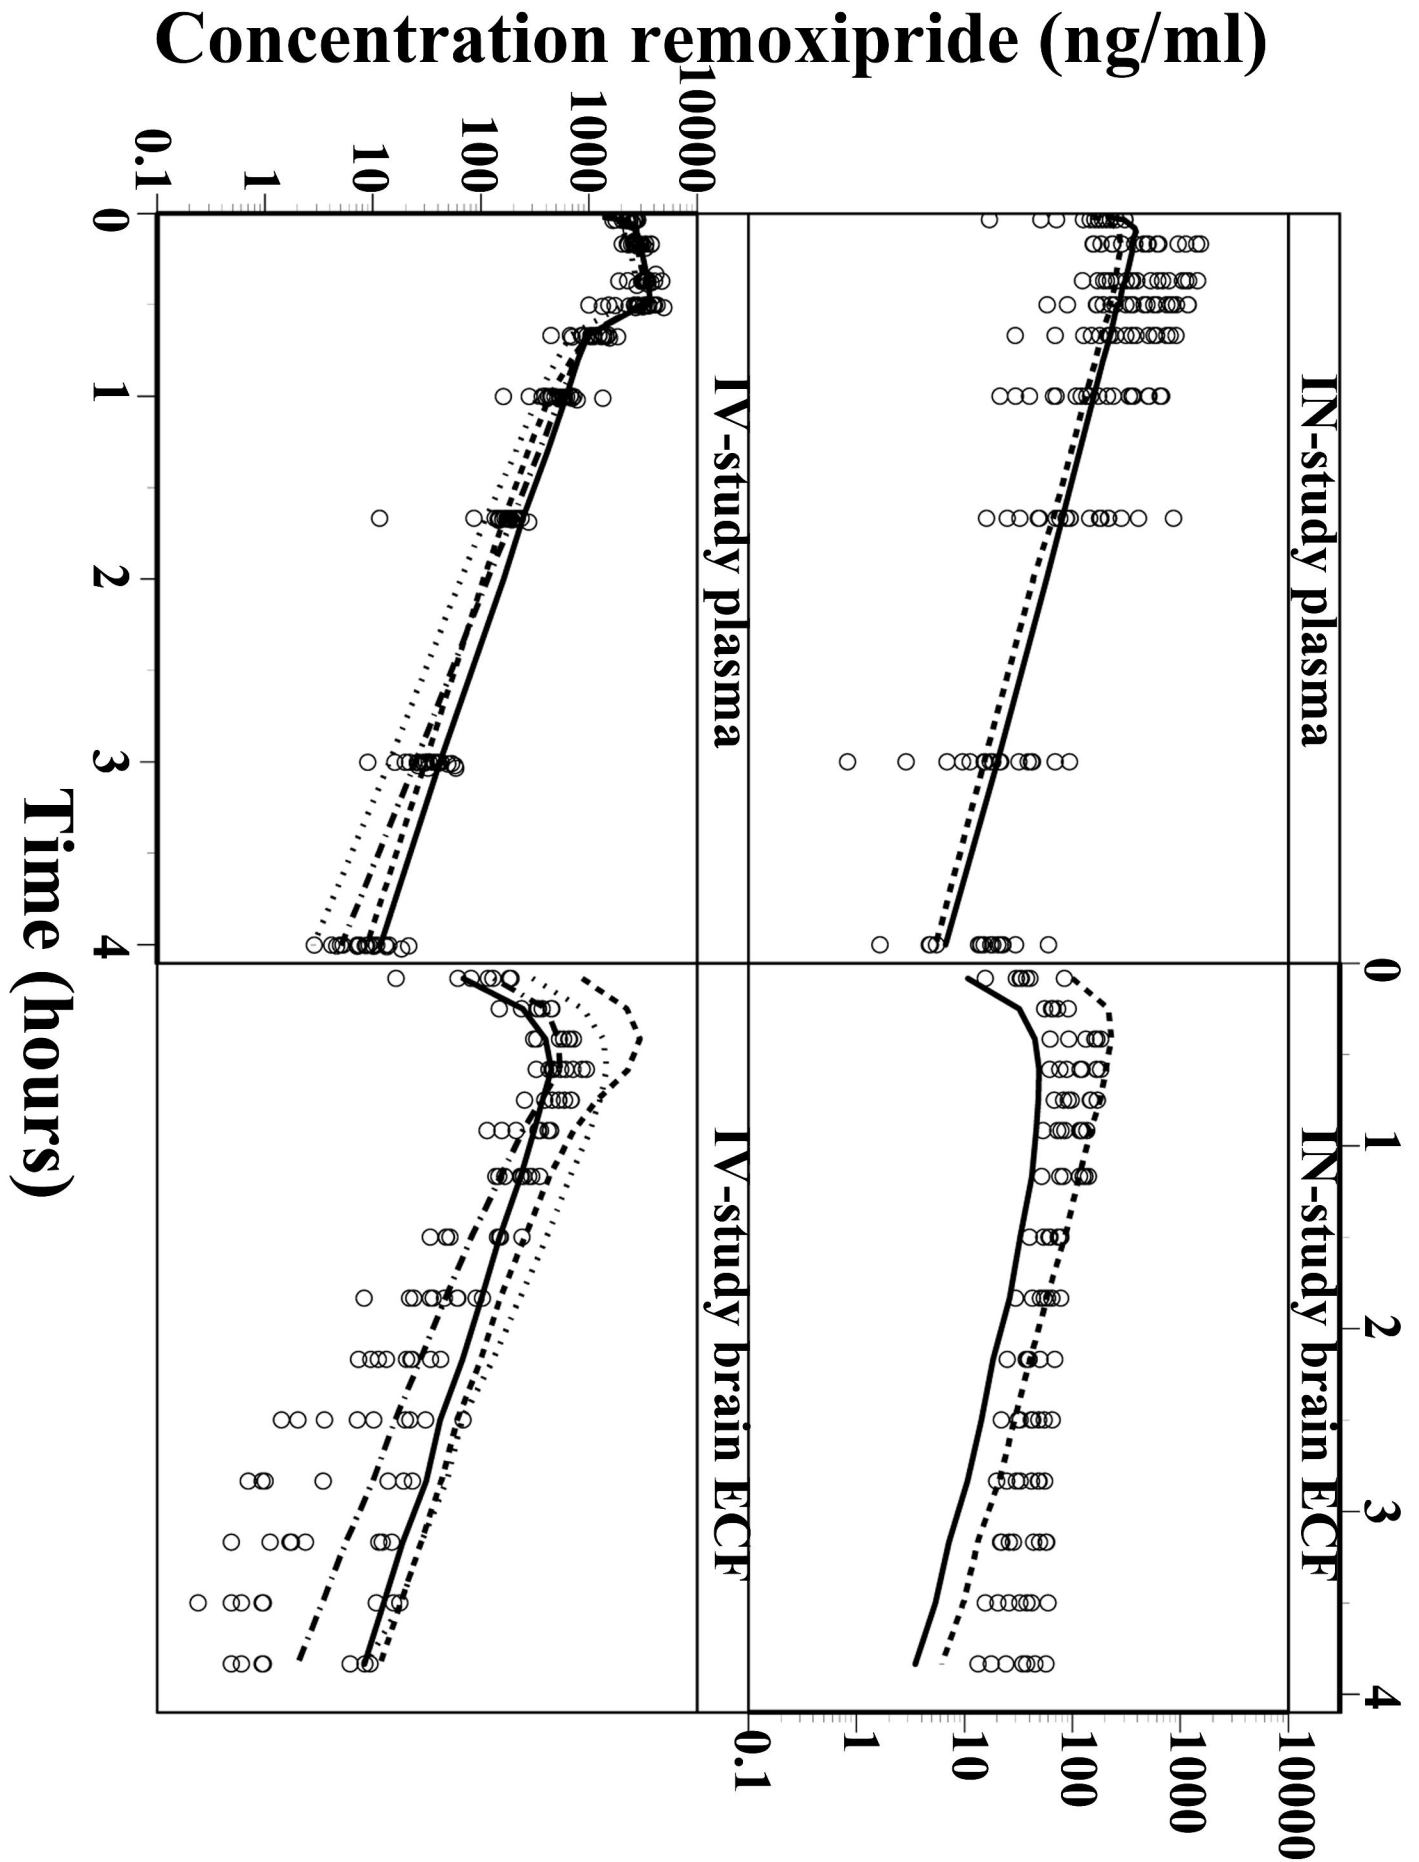 Concentration remoxipride (ng/ml)
IN-study plasma
IN-study brain ECF
0 1 2 3 4
10000
1000
100
10
1
0.1
IV-study plasma
IV-study brain ECF
10000
1000
100
10
1
0.1
0 1 2 3 4
Time (hours)